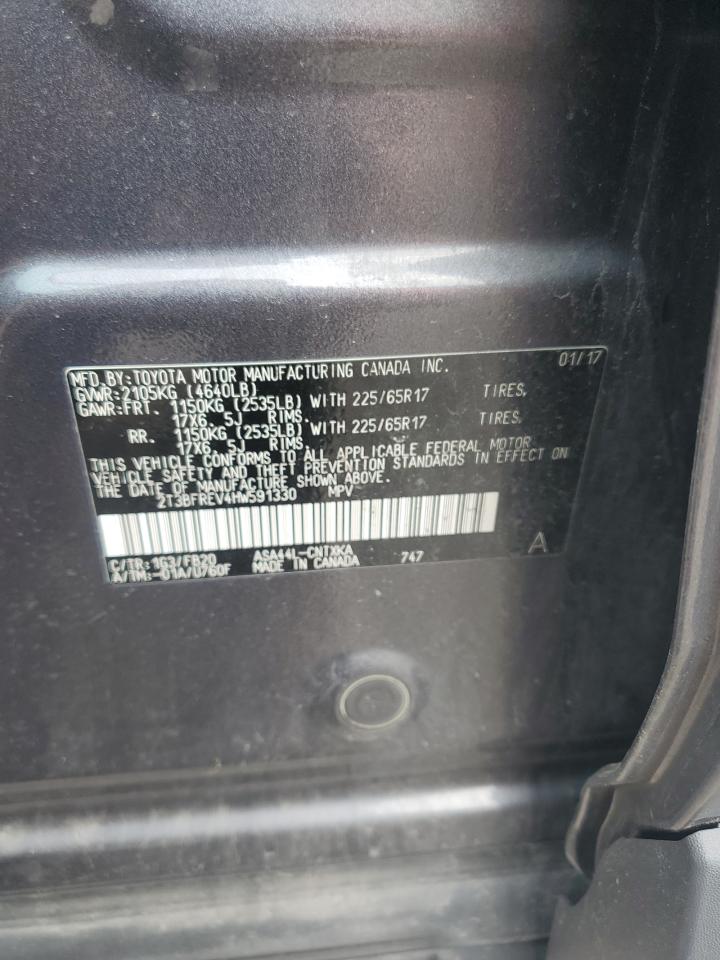 MFD.BY:TOYOTA MOTOR MANUFACTURING CANADA INC. 01/17
GVWR:2105KG (4640LB)
GAWR:FRT. 1150KG (2535LB) WITH 225/65R17 TIRES,
17X6. 5J RIMS.
RR. 1150KG (2535LB) WITH 225/65R17 TIRES,
17X6. 5J RIMS.
THIS VEHICLE CONFORMS TO ALL APPLICABLE FEDERAL MOTOR
VEHICLE SAFETY AND THEFT PREVENTION STANDARDS IN EFFECT ON
THE DATE OF MANUFACTURE SHOWN ABOVE.
2T3BFREV4HW591330 MPV
A
C/TR:1G3/FB20 ASA44L-CNTXKA 747
A/TM:-01A/U760F MADE IN CANADA